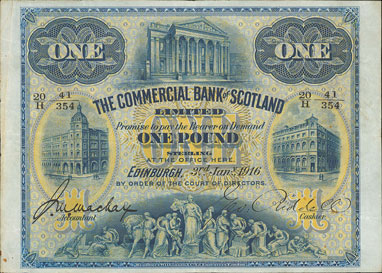 ONE ONE
20 41 20 41
H 354 H 354
THE COMMERCIAL BANK OF SCOTLAND
LIMITED
Promise to pay the Bearer on Demand
ONE POUND
STERLING
AT THE OFFICE HERE.
EDINBURGH, 3rd Jany. 1916
BY ORDER OF THE COURT OF DIRECTORS.
Accountant Cashier